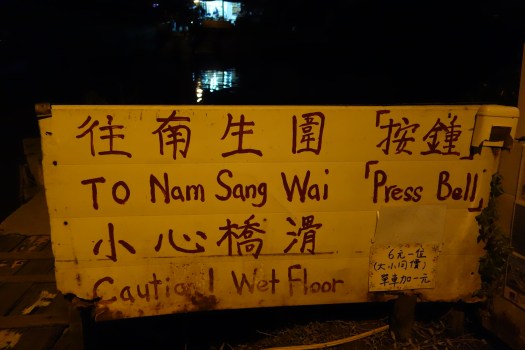 往南生圍「按鐘」
TO Nam Sang Wai 「Press Bell」
小心橋滑
Caution! Wet Floor
6元一位
(大小同價)
單車加一元